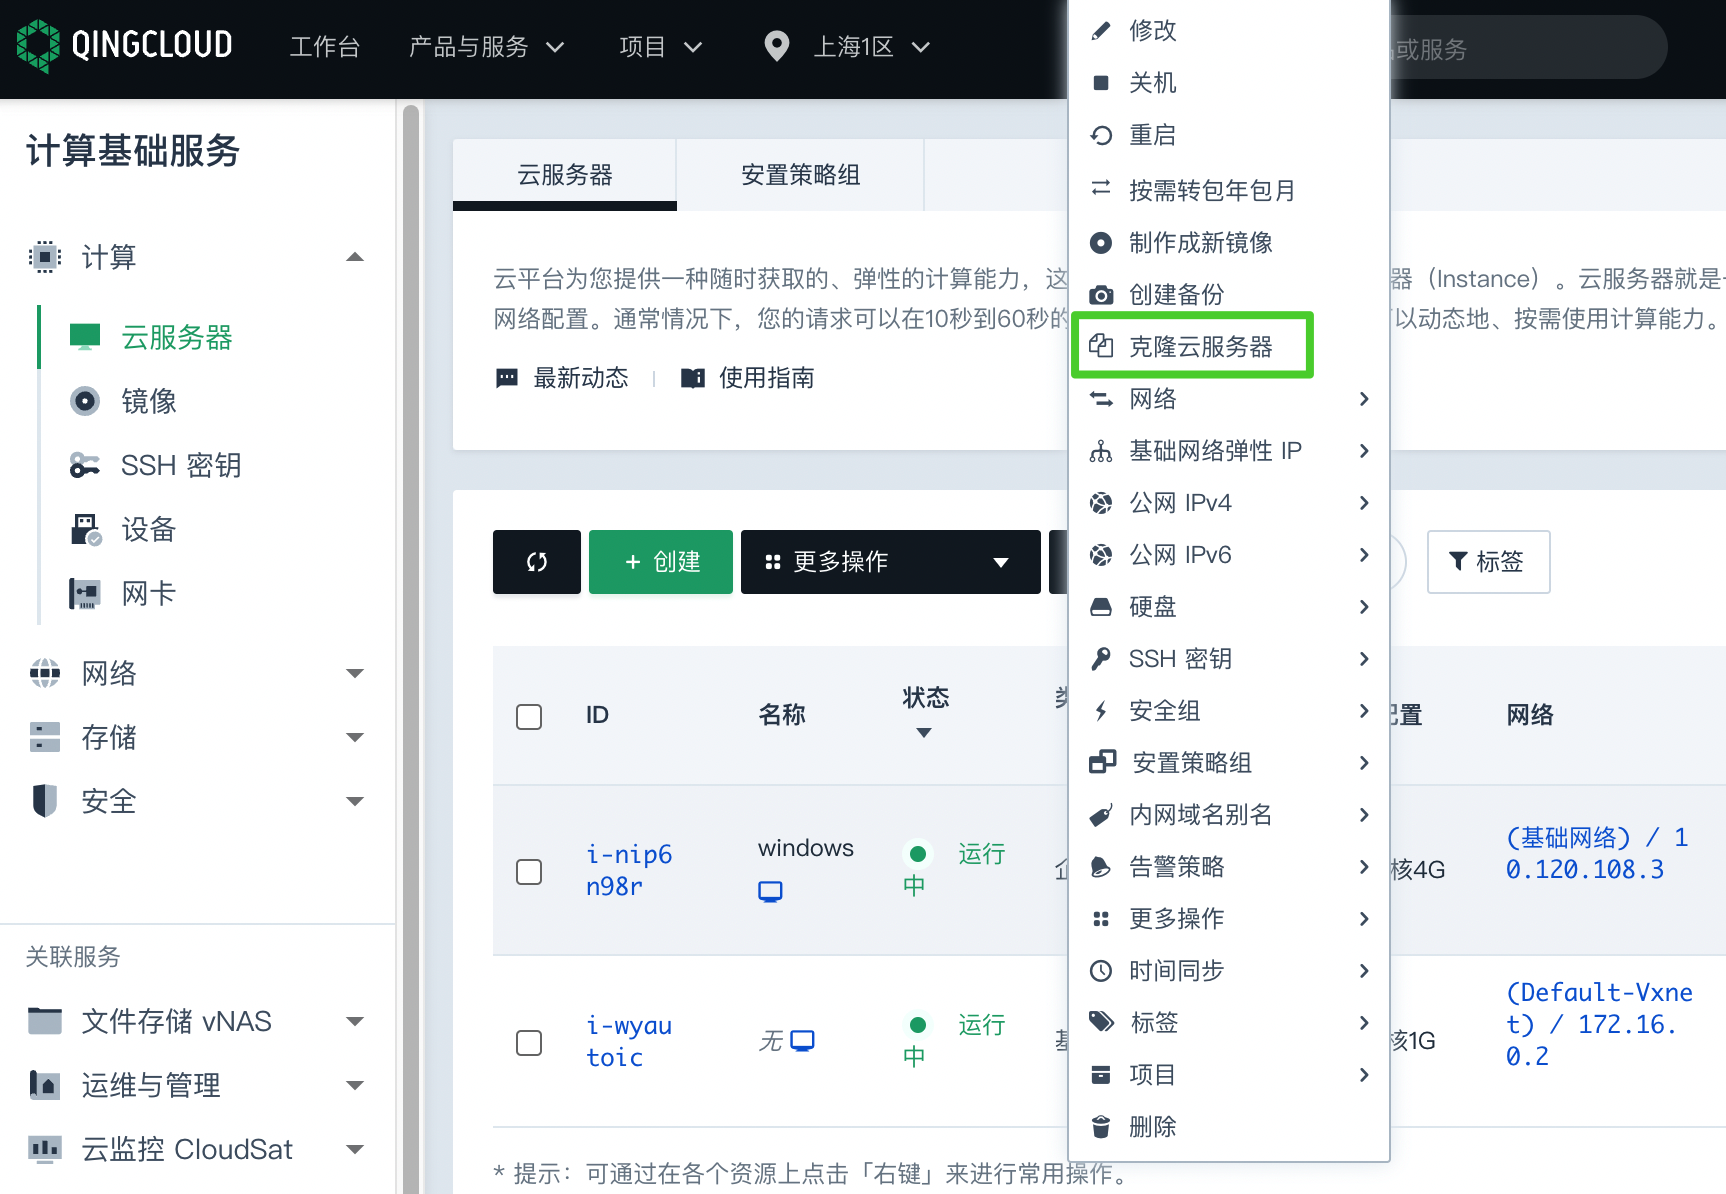 QINGCLOUD
工作台
产品与服务
项目
上海1区
或服务
计算基础服务
计算
云服务器
镜像
SSH 密钥
设备
网卡
网络
存储
安全
关联服务
文件存储 vNAS
运维与管理
云监控 CloudSat
云服务器
安置策略组
云平台为您提供一种随时获取的、弹性的计算能力，这
器（Instance）。云服务器就是
网络配置。通常情况下，您的请求可以在10秒到60秒的
以动态地、按需使用计算能力。
最新动态
使用指南
+ 创建
更多操作
标签
ID
名称
状态
置
网络
i-nip6
n98r
windows
运行
中
核4G
(基础网络) / 1
0.120.108.3
i-wyau
toic
无
运行
中
核1G
(Default-Vxne
t) / 172.16.
0.2
* 提示：可通过在各个资源上点击「右键」来进行常用操作。
修改
关机
重启
按需转包年包月
制作成新镜像
创建备份
克隆云服务器
网络
基础网络弹性 IP
公网 IPv4
公网 IPv6
硬盘
SSH 密钥
安全组
安置策略组
内网域名别名
告警策略
更多操作
时间同步
标签
项目
删除